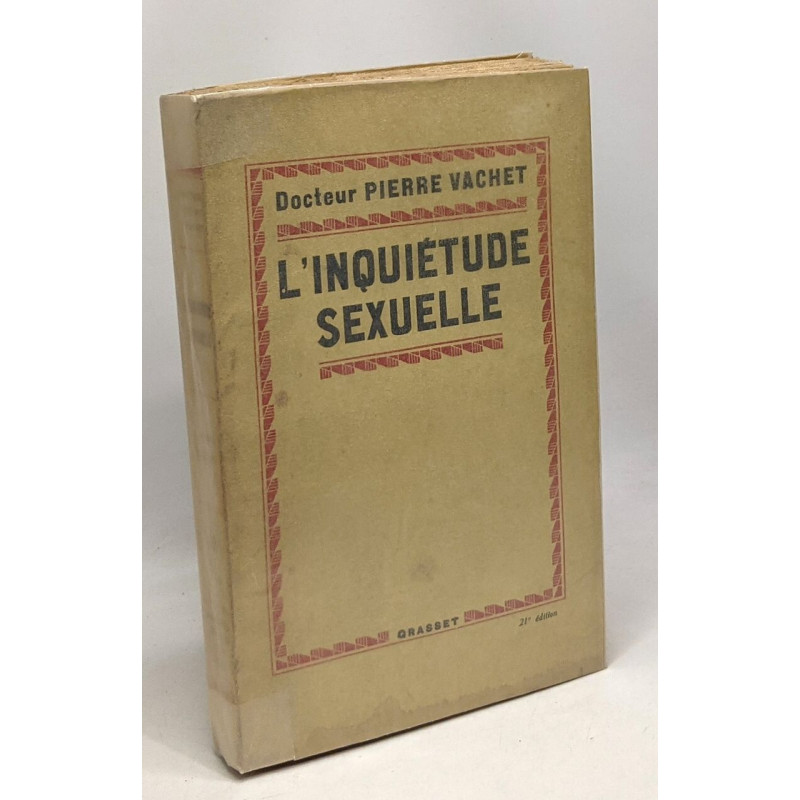 Docteur PIERRE VACHET
L'INQUIÉTUDE
SEXUELLE
GRASSET
21e édition